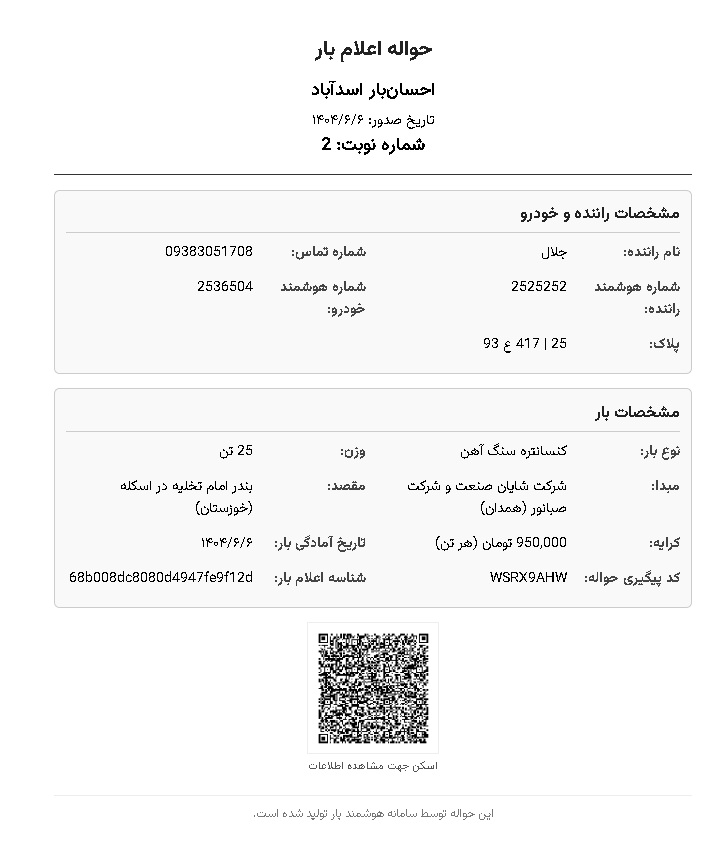 حواله اعلام بار
احسان‌بار اسدآباد
تاریخ صدور: ۱۴۰۴/۶/۶
شماره نوبت: 2
مشخصات راننده و خودرو
نام راننده: جلال
شماره تماس: 09383051708
شماره هوشمند راننده: 2525252
شماره هوشمند خودرو: 2536504
پلاک: 25 | 417 ع 93
مشخصات بار
نوع بار: کنسانتره سنگ آهن
وزن: 25 تن
مبدا: شرکت شایان صنعت و شرکت صبانور (همدان)
مقصد: بندر امام تخلیه در اسکله (خوزستان)
کرایه: 950,000 تومان (هر تن)
تاریخ آمادگی بار: ۱۴۰۴/۶/۶
کد پیگیری حواله: WSRX9AHW
شناسه اعلام بار: 68b008dc8080d4947fe9f12d
اسکن جهت مشاهده اطلاعات
این حواله توسط سامانه هوشمند بار تولید شده است.